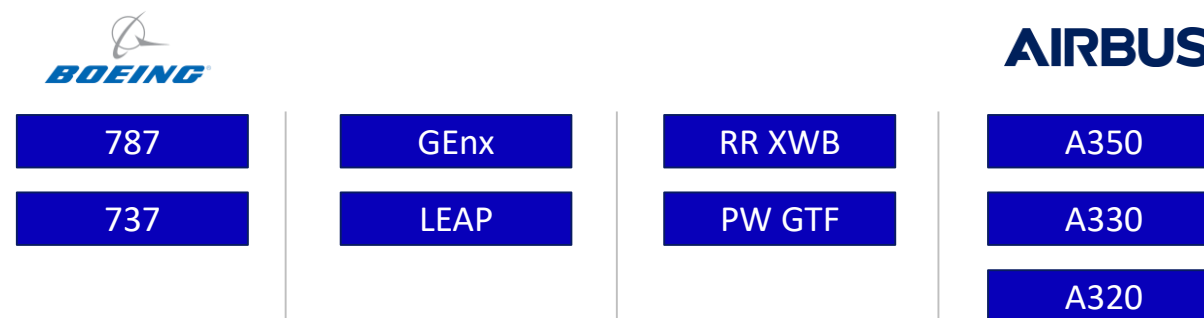 BOEING
AIRBUS
787 GEnx RR XWB A350
737 LEAP PW GTF A330
A320